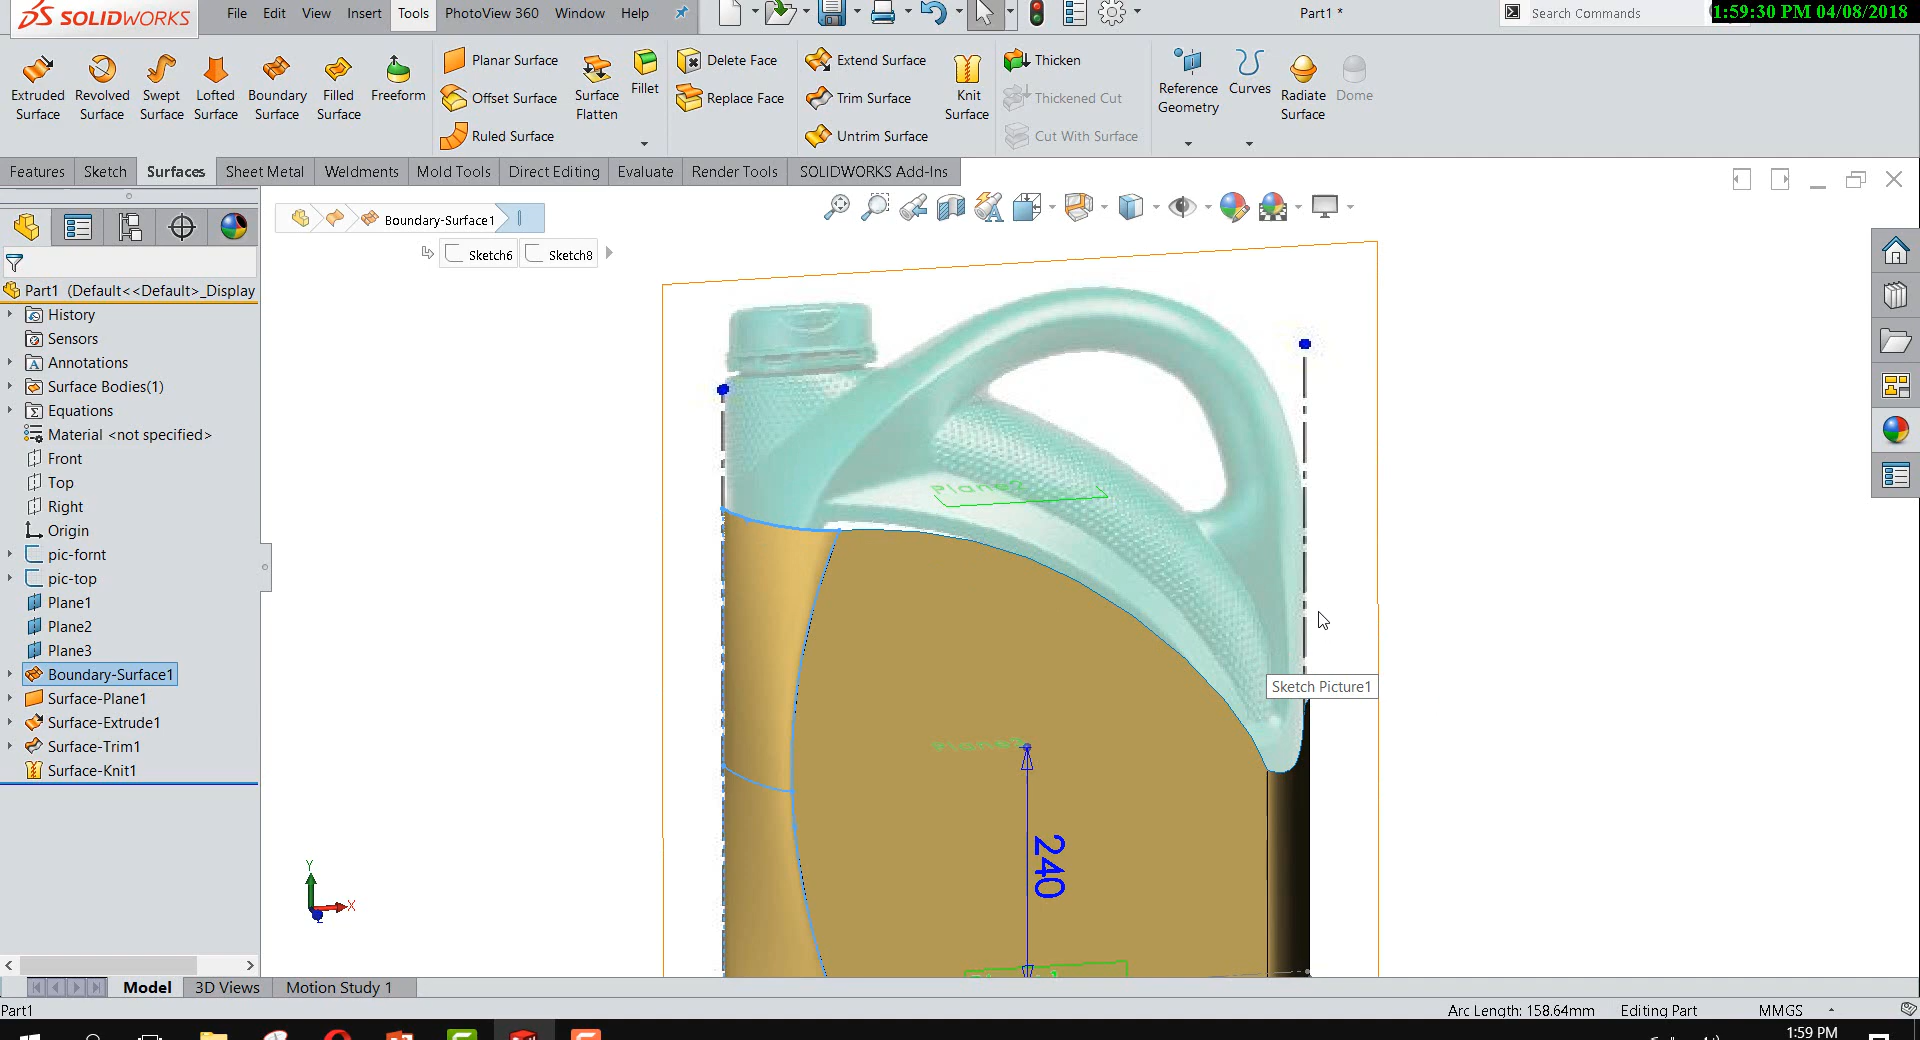 SOLIDWORKS File Edit View Insert Tools PhotoView 360 Window Help Part1 * Search Commands 1:59:30 PM 04/08/2018
Extruded Surface
Revolved Surface
Swept Surface
Lofted Surface
Boundary Surface
Filled Surface
Freeform
Planar Surface
Offset Surface
Ruled Surface
Surface Flatten
Fillet
Delete Face
Replace Face
Extend Surface
Trim Surface
Untrim Surface
Knit Surface
Thicken
Thickened Cut
Cut With Surface
Reference Geometry
Curves
Radiate Surface
Dome
Features Sketch Surfaces Sheet Metal Weldments Mold Tools Direct Editing Evaluate Render Tools SOLIDWORKS Add-Ins
Boundary-Surface1
Sketch6 Sketch8
Part1 (Default<<Default>_Display
History
Sensors
Annotations
Surface Bodies(1)
Equations
Material <not specified>
Front
Top
Right
Origin
pic-fornt
pic-top
Plane1
Plane2
Plane3
Boundary-Surface1
Surface-Plane1
Surface-Extrude1
Surface-Trim1
Surface-Knit1
Sketch Picture1
240
Y
X
Model 3D Views Motion Study 1
Part1 Arc Length: 158.64mm Editing Part MMGS
1:59 PM